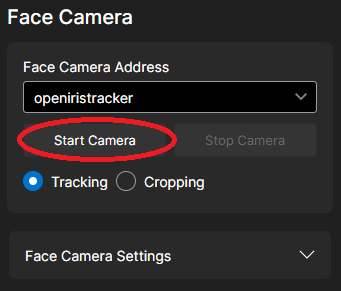 Face Camera
Face Camera Address
openiristracker
Start Camera
Stop Camera
Tracking
Cropping
Face Camera Settings